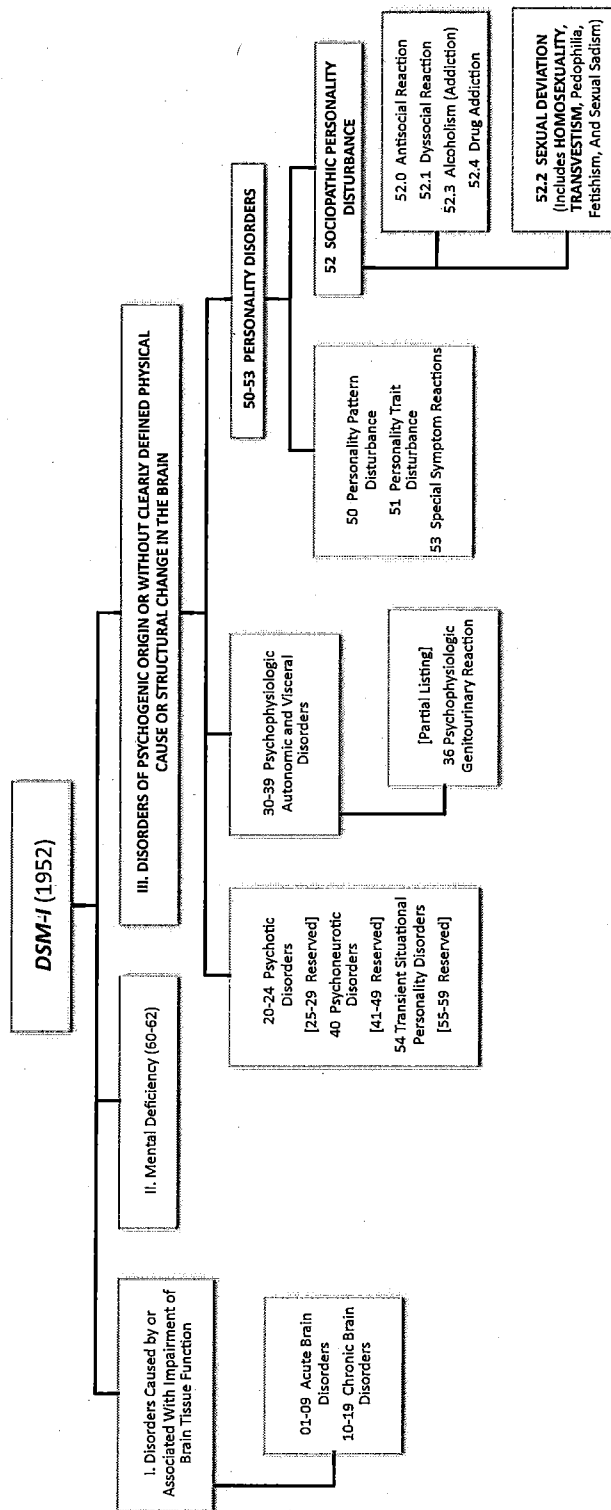 DSM-I (1952)
I. Disorders Caused by or
Associated With Impairment of
Brain Tissue Function
01-09 Acute Brain
Disorders
10-19 Chronic Brain
Disorders
II. Mental Deficiency (60-62)
III. DISORDERS OF PSYCHOGENIC ORIGIN OR WITHOUT CLEARLY DEFINED PHYSICAL
CAUSE OR STRUCTURAL CHANGE IN THE BRAIN
20-24 Psychotic
Disorders
[25-29 Reserved]
40 Psychoneurotic
Disorders
[41-49 Reserved]
54 Transient Situational
Personality Disorders
[55-59 Reserved]
30-39 Psychophysiologic
Autonomic and Visceral
Disorders
[Partial Listing]
36 Psychophysiologic
Genitourinary Reaction
50-53 PERSONALITY DISORDERS
50 Personality Pattern
Disturbance
51 Personality Trait
Disturbance
53 Special Symptom Reactions
52 SOCIOPATHIC PERSONALITY
DISTURBANCE
52.0 Antisocial Reaction
52.1 Dyssocial Reaction
52.3 Alcoholism (Addiction)
52.4 Drug Addiction
52.2 SEXUAL DEVIATION
(Includes HOMOSEXUALITY,
TRANSVESTISM, Pedophilia,
Fetishism, And Sexual Sadism)